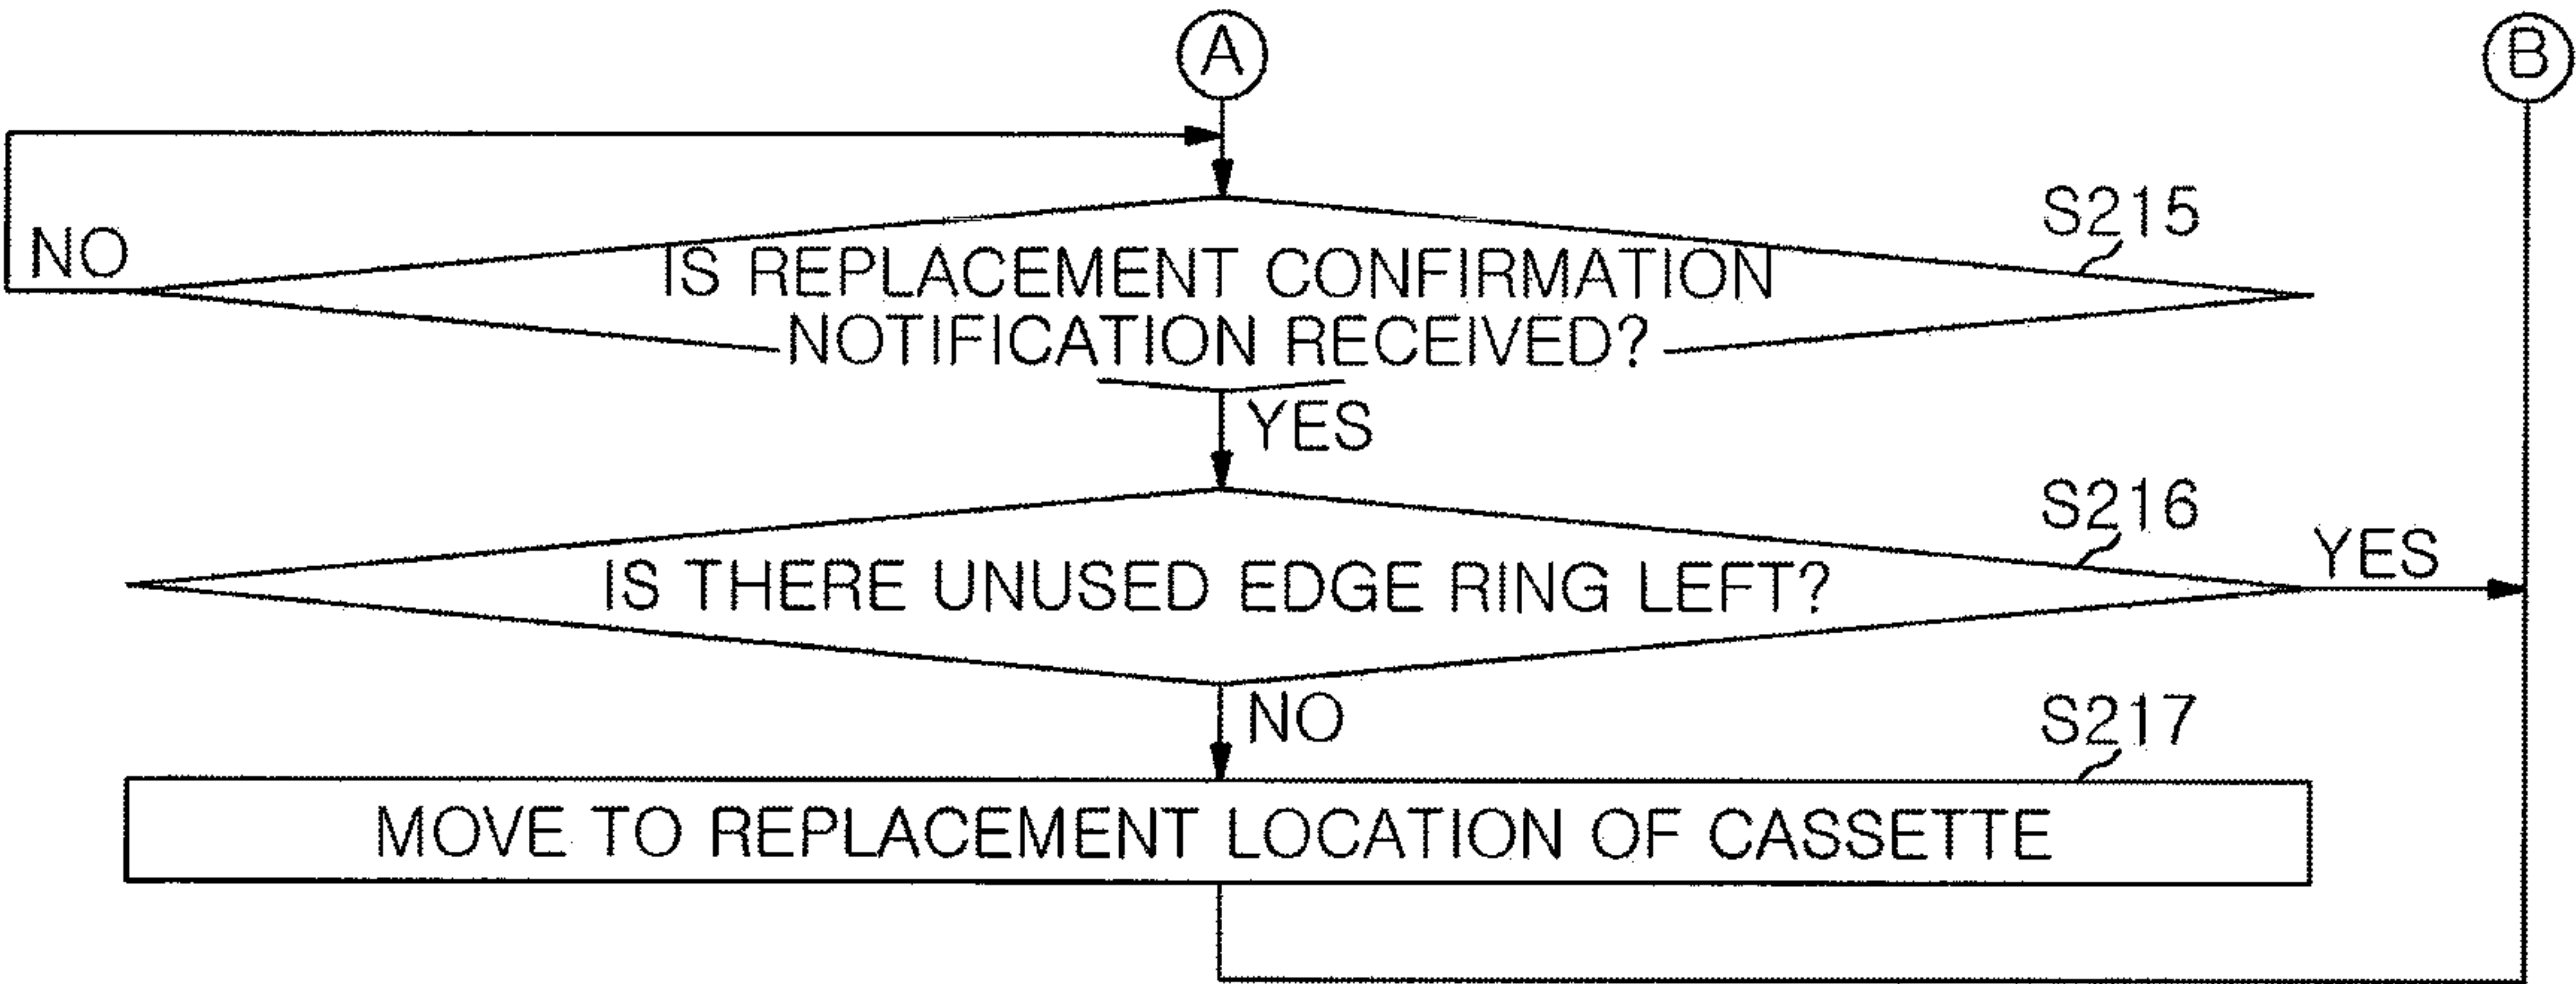 A
B
S215
NO
IS REPLACEMENT CONFIRMATION
NOTIFICATION RECEIVED?
YES
S216
YES
IS THERE UNUSED EDGE RING LEFT?
NO
S217
MOVE TO REPLACEMENT LOCATION OF CASSETTE